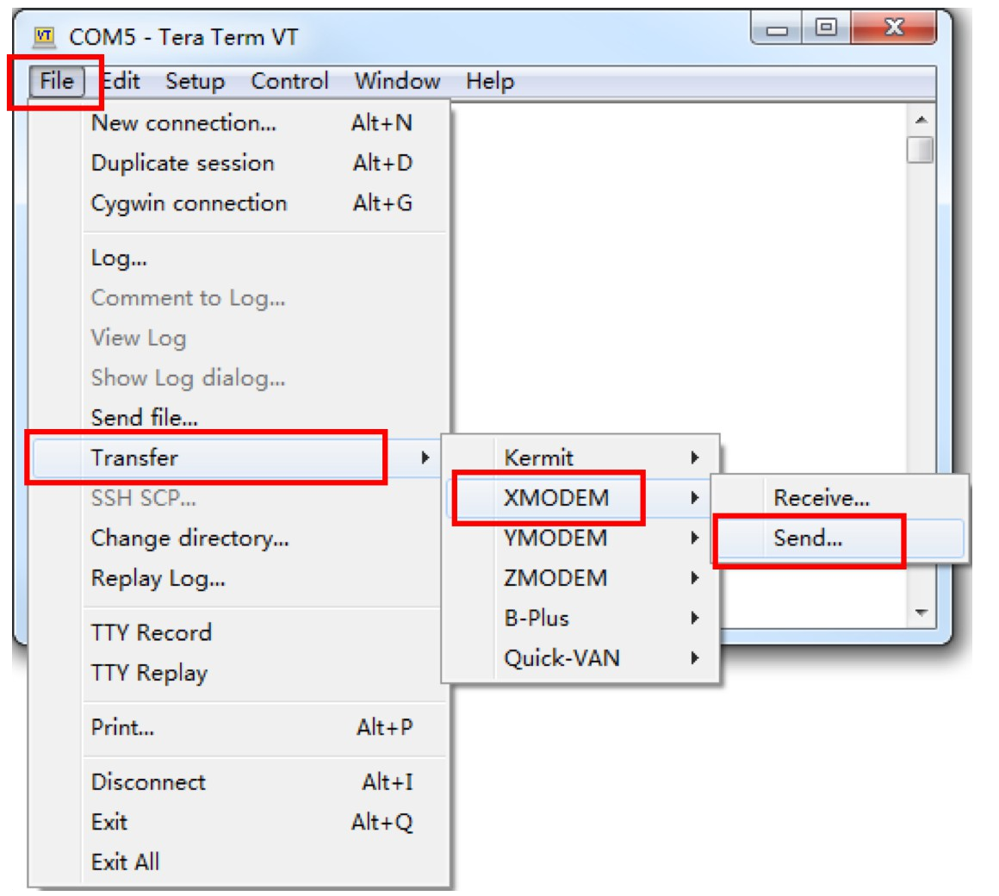 VT COM5 - Tera Term VT
File Edit Setup Control Window Help
New connection... Alt+N
Duplicate session Alt+D
Cygwin connection Alt+G
Log...
Comment to Log...
View Log
Show Log dialog...
Send file...
Transfer
SSH SCP...
Change directory...
Replay Log...
TTY Record
TTY Replay
Print... Alt+P
Disconnect Alt+I
Exit Alt+Q
Exit All
Kermit
XMODEM
YMODEM
ZMODEM
B-Plus
Quick-VAN
Receive...
Send...